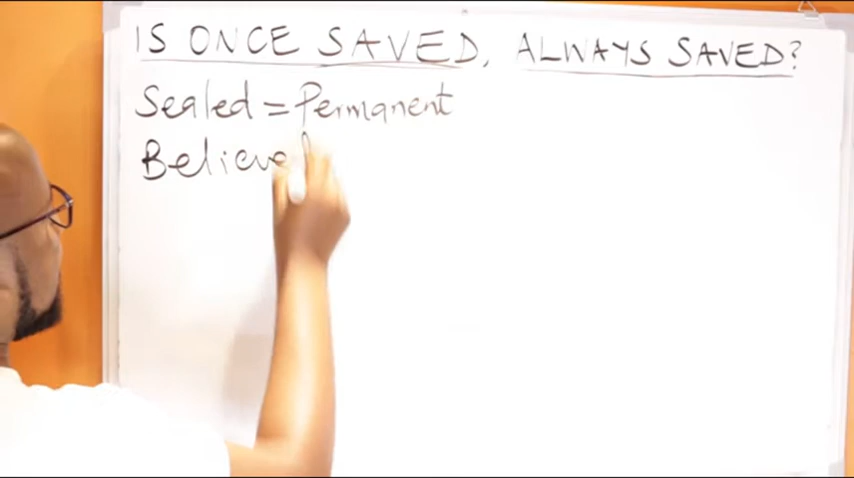 IS ONCE SAVED, ALWAYS SAVED?
Sealed = Permanent
Believe